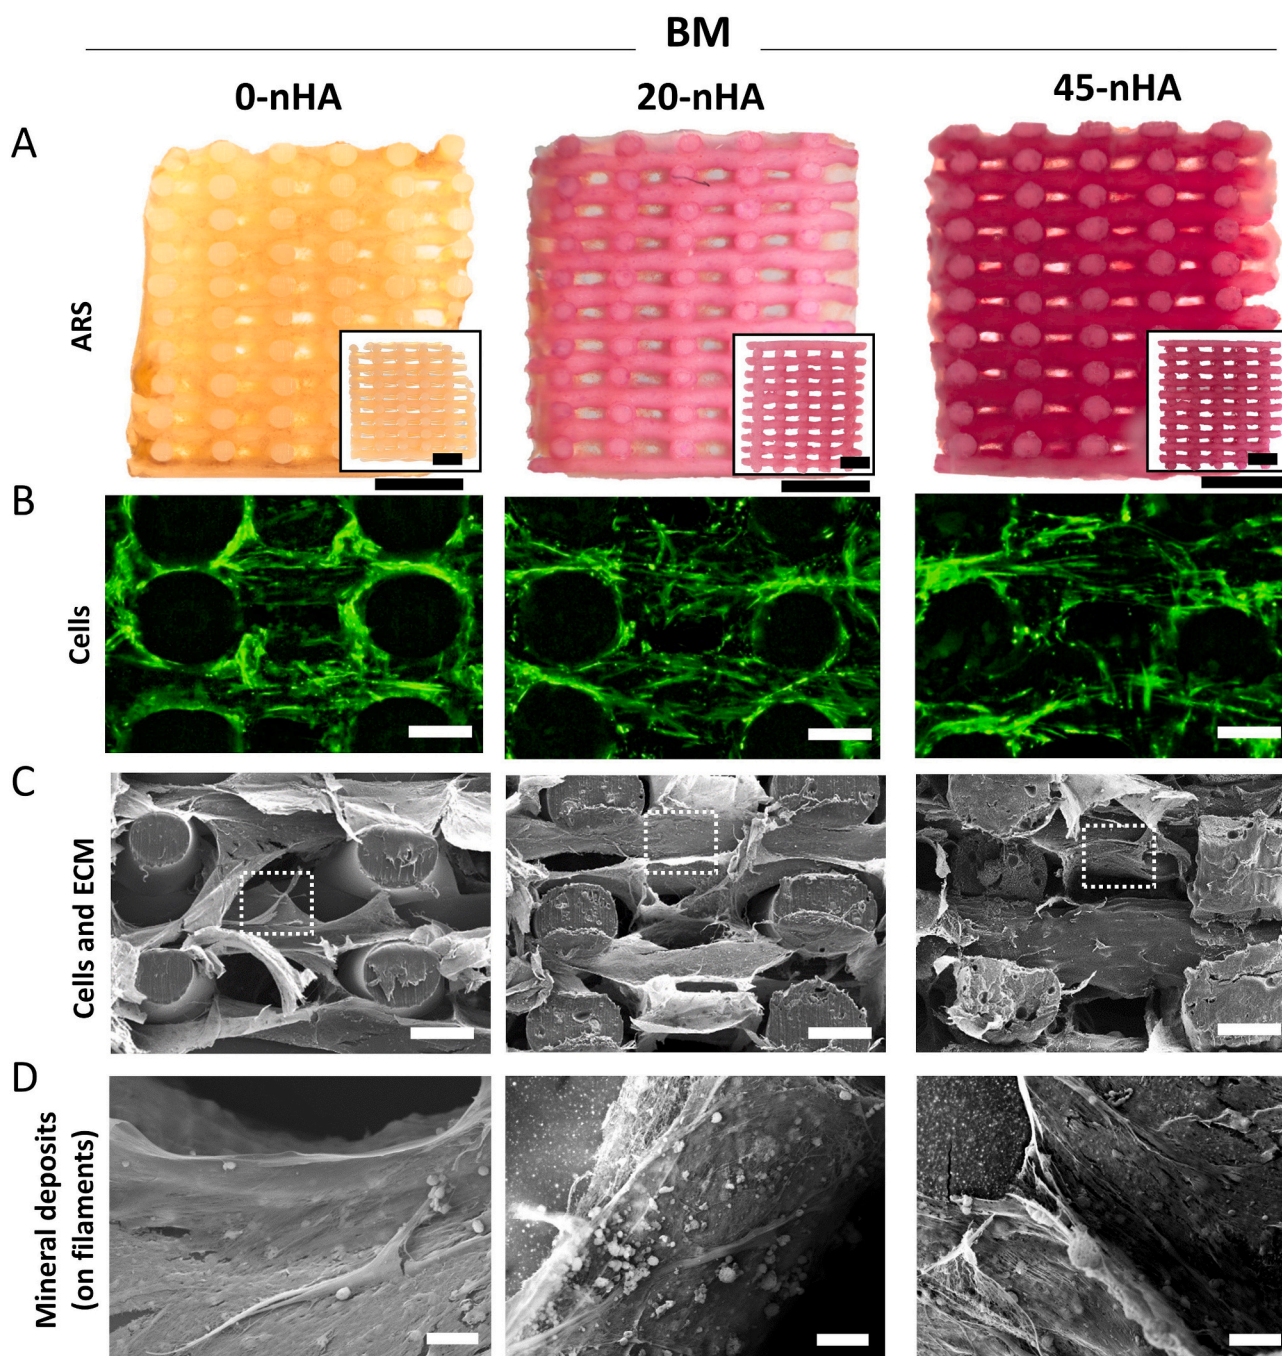 BM
0-nHA
20-nHA
45-nHA
A
ARS
B
Cells
C
Cells and ECM
D
Mineral deposits
(on filaments)